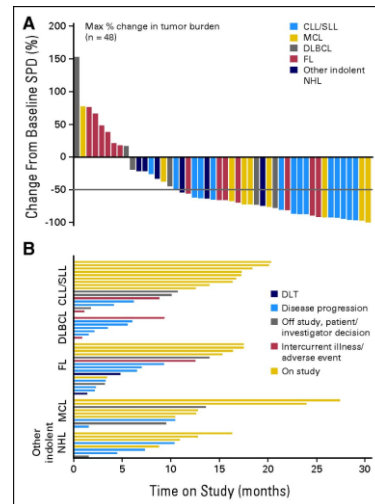 A
Max % change in tumor burden
(n = 48)
CLL/SLL
MCL
DLBCL
FL
Other indolent
NHL
Change From Baseline SPD (%)
200
150
100
50
0
-50
-100
B
CLL/SLL
DLBCL
FL
MCL
Other
indolent
NHL
DLT
Disease progression
Off study, patient/
investigator decision
Intercurrent illness/
adverse event
On study
0
5
10
15
20
25
30
Time on Study (months)